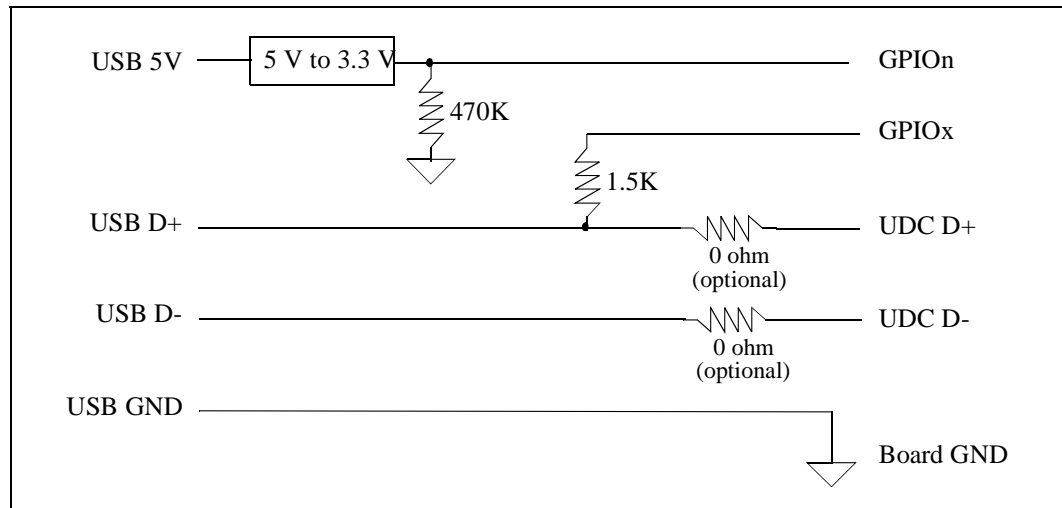 USB 5V
5 V to 3.3 V
GPIOn
470K
GPIOx
1.5K
USB D+
UDC D+
0 ohm
(optional)
USB D-
UDC D-
0 ohm
(optional)
USB GND
Board GND